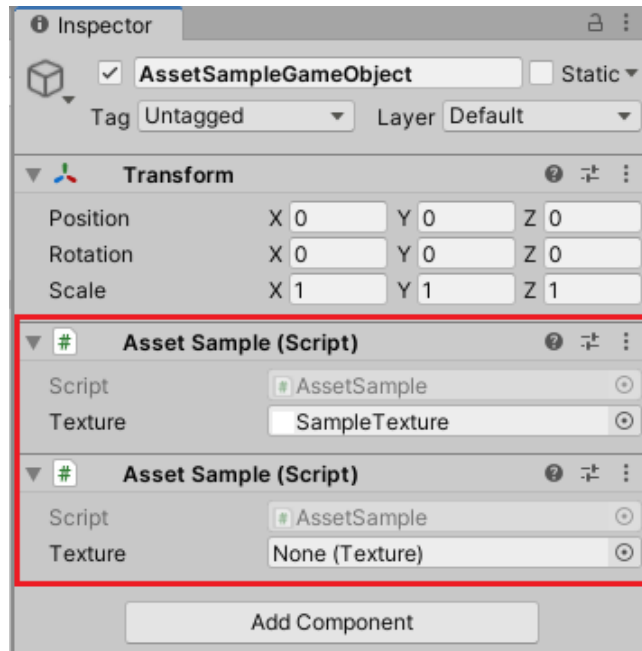 Inspector
AssetSampleGameObject Static
Tag Untagged Layer Default
Transform
Position X 0 Y 0 Z 0
Rotation X 0 Y 0 Z 0
Scale X 1 Y 1 Z 1
# Asset Sample (Script)
Script # AssetSample
Texture SampleTexture
# Asset Sample (Script)
Script # AssetSample
Texture None (Texture)
Add Component